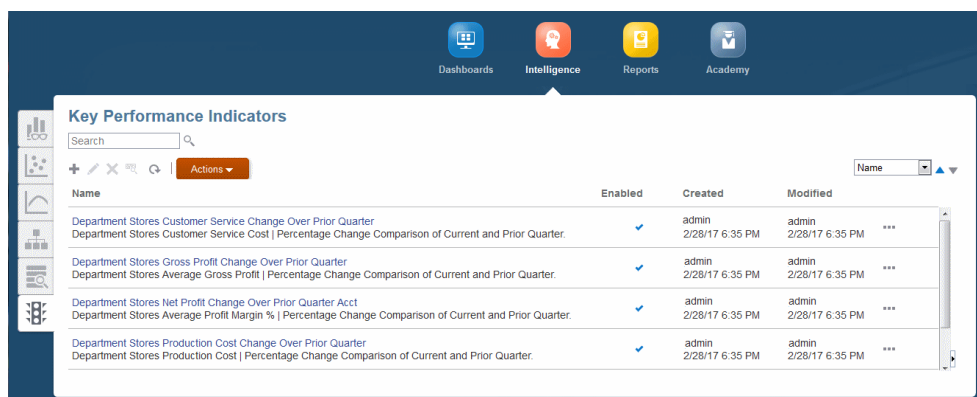 Dashboards Intelligence Reports Academy
Key Performance Indicators
Search
Actions
Name
Name Enabled Created Modified
Department Stores Customer Service Change Over Prior Quarter
Department Stores Customer Service Cost | Percentage Change Comparison of Current and Prior Quarter.
admin
2/28/17 6:35 PM
admin
2/28/17 6:35 PM
Department Stores Gross Profit Change Over Prior Quarter
Department Stores Average Gross Profit | Percentage Change Comparison of Current and Prior Quarter.
admin
2/28/17 6:35 PM
admin
2/28/17 6:35 PM
Department Stores Net Profit Change Over Prior Quarter Acct
Department Stores Average Profit Margin % | Percentage Change Comparison of Current and Prior Quarter.
admin
2/28/17 6:35 PM
admin
2/28/17 6:35 PM
Department Stores Production Cost Change Over Prior Quarter
Department Stores Production Cost | Percentage Change Comparison of Current and Prior Quarter.
admin
2/28/17 6:35 PM
admin
2/28/17 6:35 PM